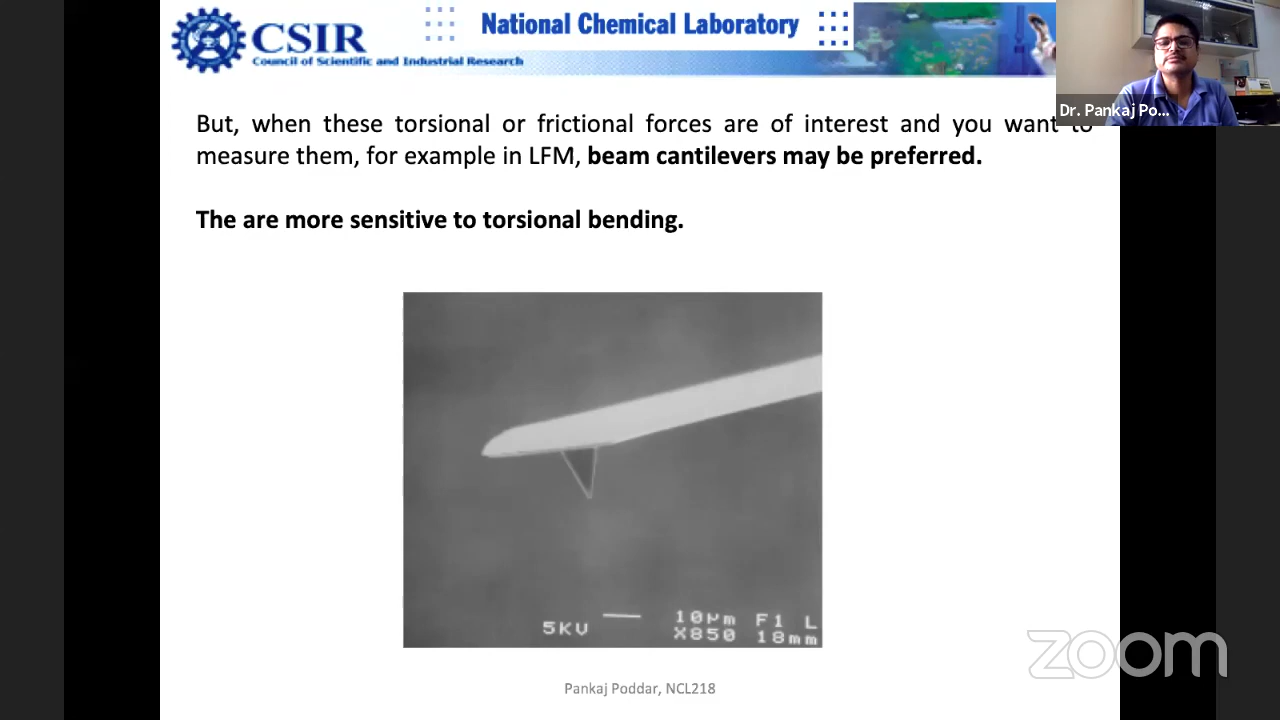 CSIR
Council of Scientific and Industrial Research
National Chemical Laboratory
Dr. Pankaj Po...
But, when these torsional or frictional forces are of interest and you want to
measure them, for example in LFM, beam cantilevers may be preferred.
The are more sensitive to torsional bending.
5KV 10µm F1 L
X850 18mm
zoom
Pankaj Poddar, NCL218